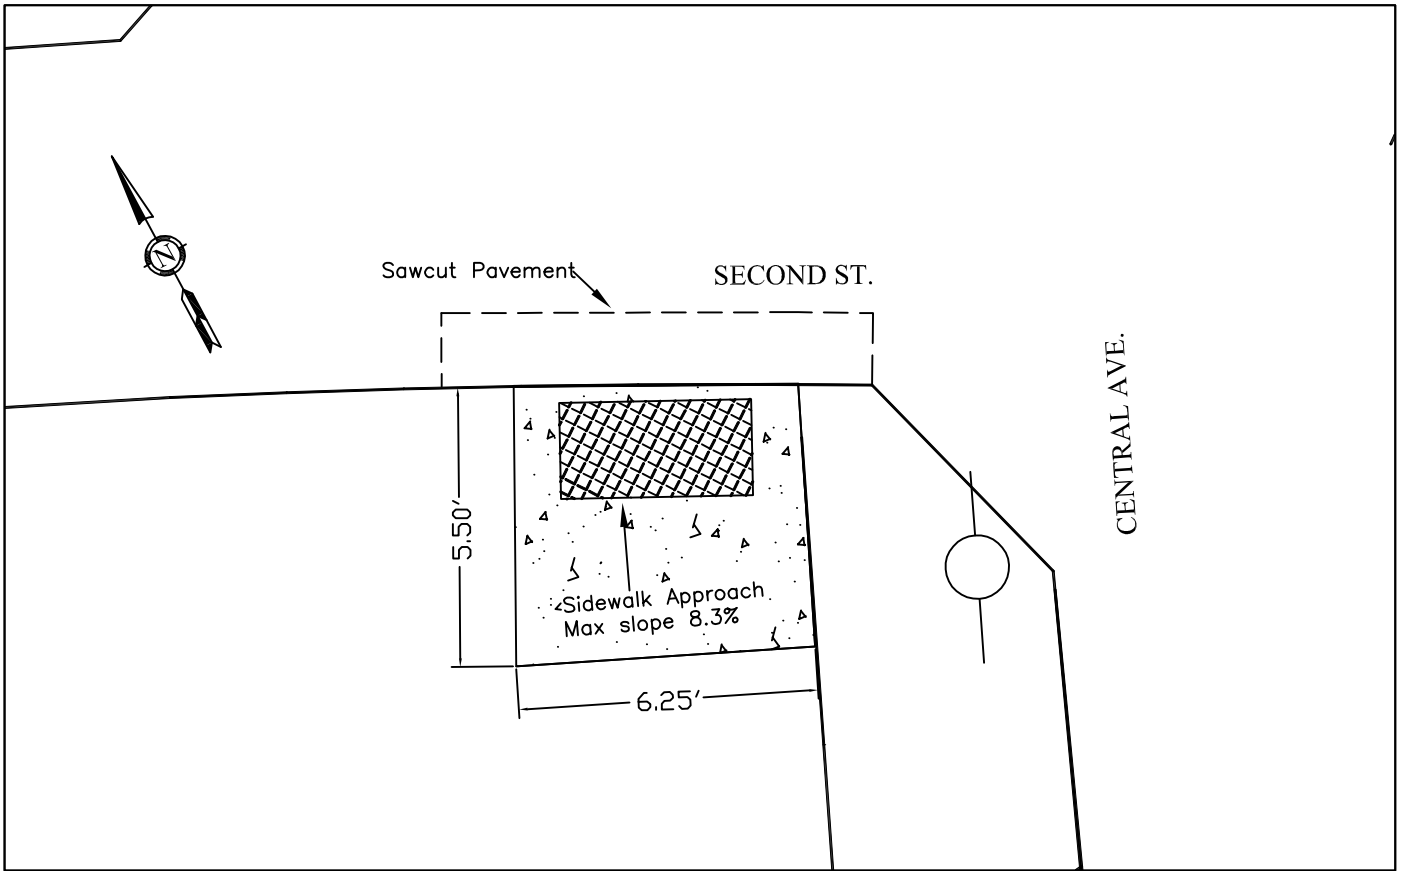 N
Sawcut Pavement
SECOND ST.
CENTRAL AVE.
5.50'
Sidewalk Approach
Max slope 8.3%
6.25'